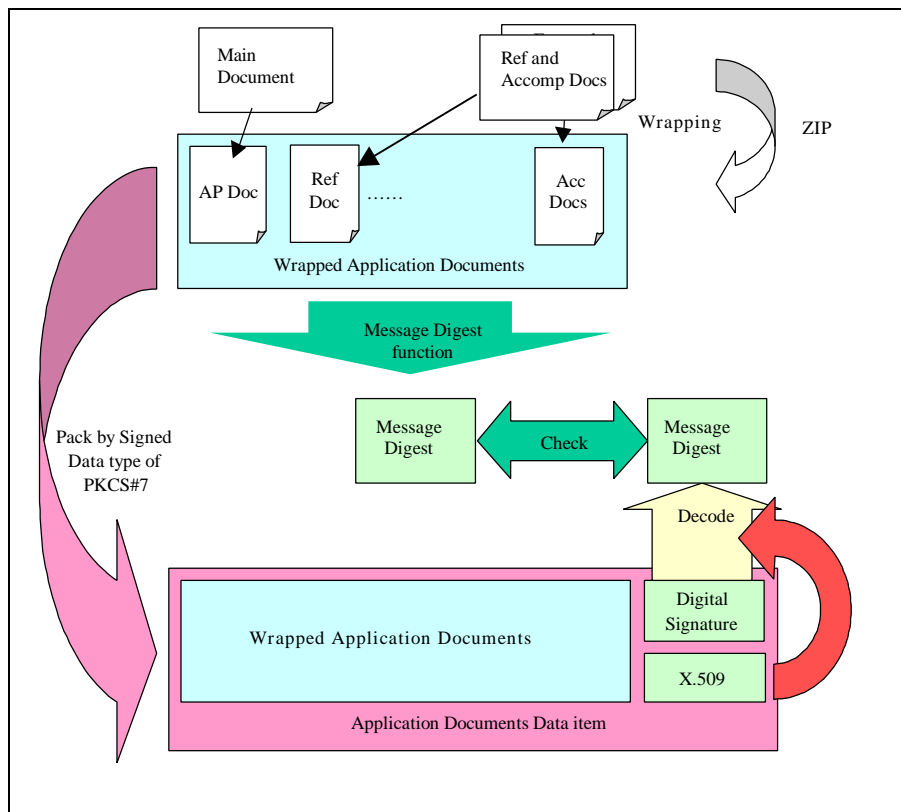 Main
Document
Ref and
Accomp Docs
Wrapping
ZIP
AP Doc
Ref
Doc
......
Acc
Docs
Wrapped Application Documents
Message Digest
function
Message
Digest
Check
Message
Digest
Pack by Signed
Data type of
PKCS#7
Decode
Digital
Signature
Wrapped Application Documents
X.509
Application Documents Data item